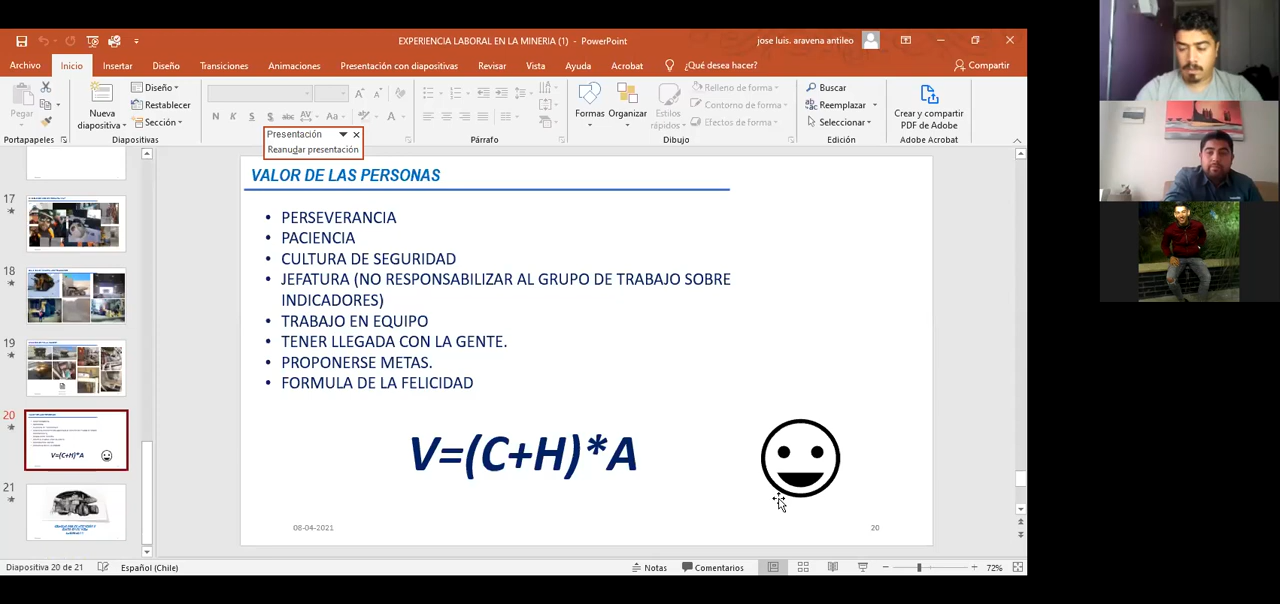 EXPERIENCIA LABORAL EN LA MINERIA (1) - PowerPoint
jose luis. aravena antileo
Archivo Inicio Insertar Diseño Transiciones Animaciones Presentación con diapositivas Revisar Vista Ayuda Acrobat ¿Qué desea hacer? Compartir
Pegar
Nueva diapositiva
Diseño
Restablecer
Sección
N K S S abc AV Aa A
Formas Organizar Estilos rápidos
Relleno de forma
Contorno de forma
Efectos de forma
Buscar
Reemplazar
Seleccionar
Crear y compartir PDF de Adobe
Portapapeles Diapositivas Párrafo Dibujo Edición Adobe Acrobat
Presentación
Reanudar presentación
17
18
19
20
V=(C+H)*A
21
VALOR DE LAS PERSONAS
• PERSEVERANCIA
• PACIENCIA
• CULTURA DE SEGURIDAD
• JEFATURA (NO RESPONSABILIZAR AL GRUPO DE TRABAJO SOBRE
INDICADORES)
• TRABAJO EN EQUIPO
• TENER LLEGADA CON LA GENTE.
• PROPONERSE METAS.
• FORMULA DE LA FELICIDAD
V=(C+H)*A
08-04-2021 20
Diapositiva 20 de 21 Español (Chile) Notas Comentarios 72%